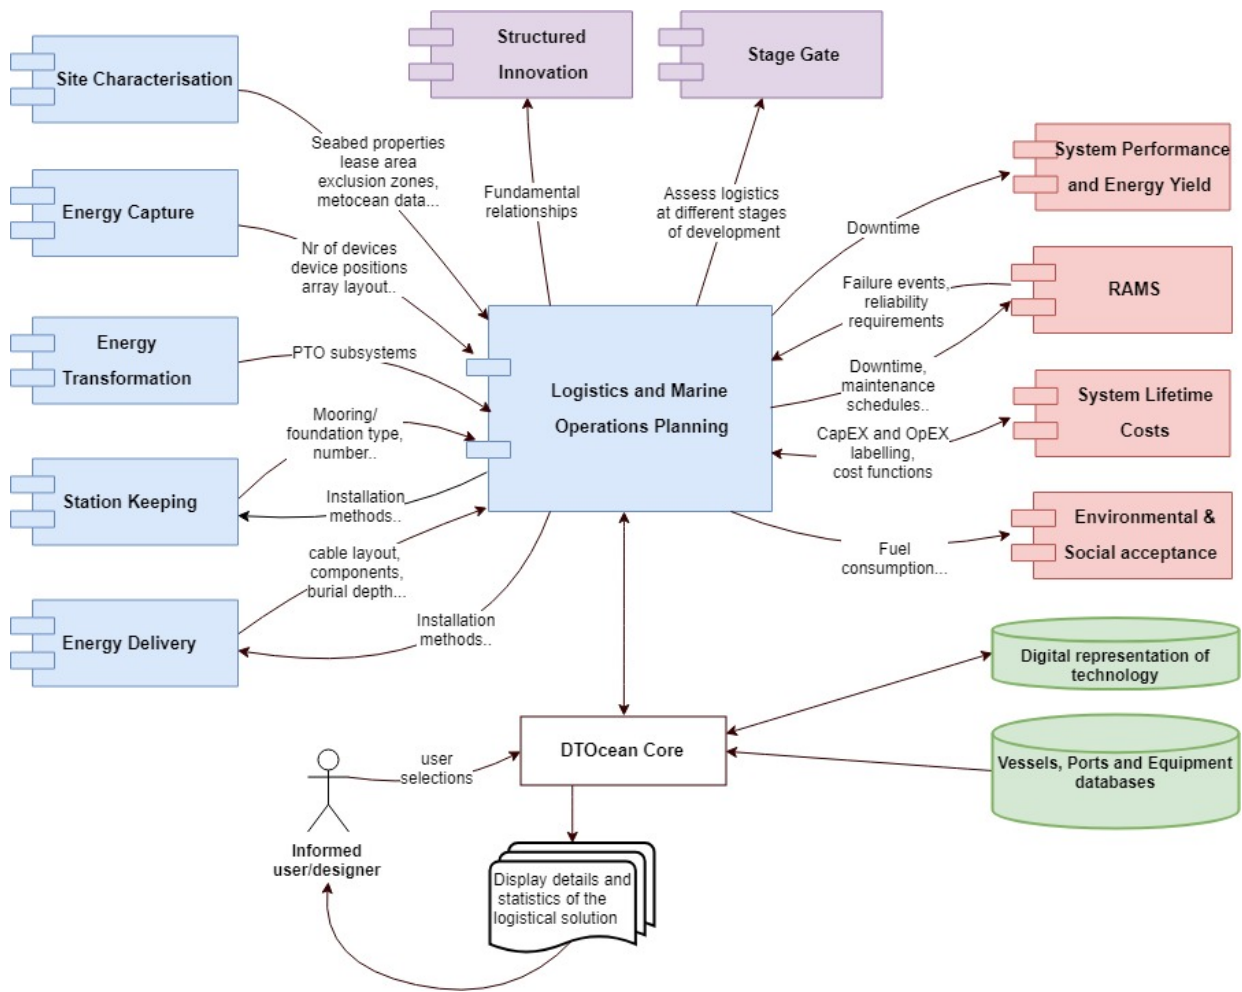 Structured
Innovation
Stage Gate
Site Characterisation
Seabed properties
lease area
exclusion zones,
metocean data...
Fundamental
relationships
Assess logistics
at different stages
of development
System Performance
and Energy Yield
Downtime
Energy Capture
Nr of devices
device positions
array layout..
Failure events,
reliability
requirements
RAMS
Energy
Transformation
PTO subsystems
Logistics and Marine
Operations Planning
Downtime,
maintenance
schedules..
System Lifetime
Costs
Mooring/
foundation type,
number..
CapEX and OpEX
labelling,
cost functions
Station Keeping
Installation
methods..
Environmental &
Social acceptance
Fuel
consumption...
cable layout,
components,
burial depth...
Energy Delivery
Installation
methods..
Digital representation of
technology
DTOcean Core
user
selections
Vessels, Ports and Equipment
databases
Informed
user/designer
Display details and
statistics of the
logistical solution